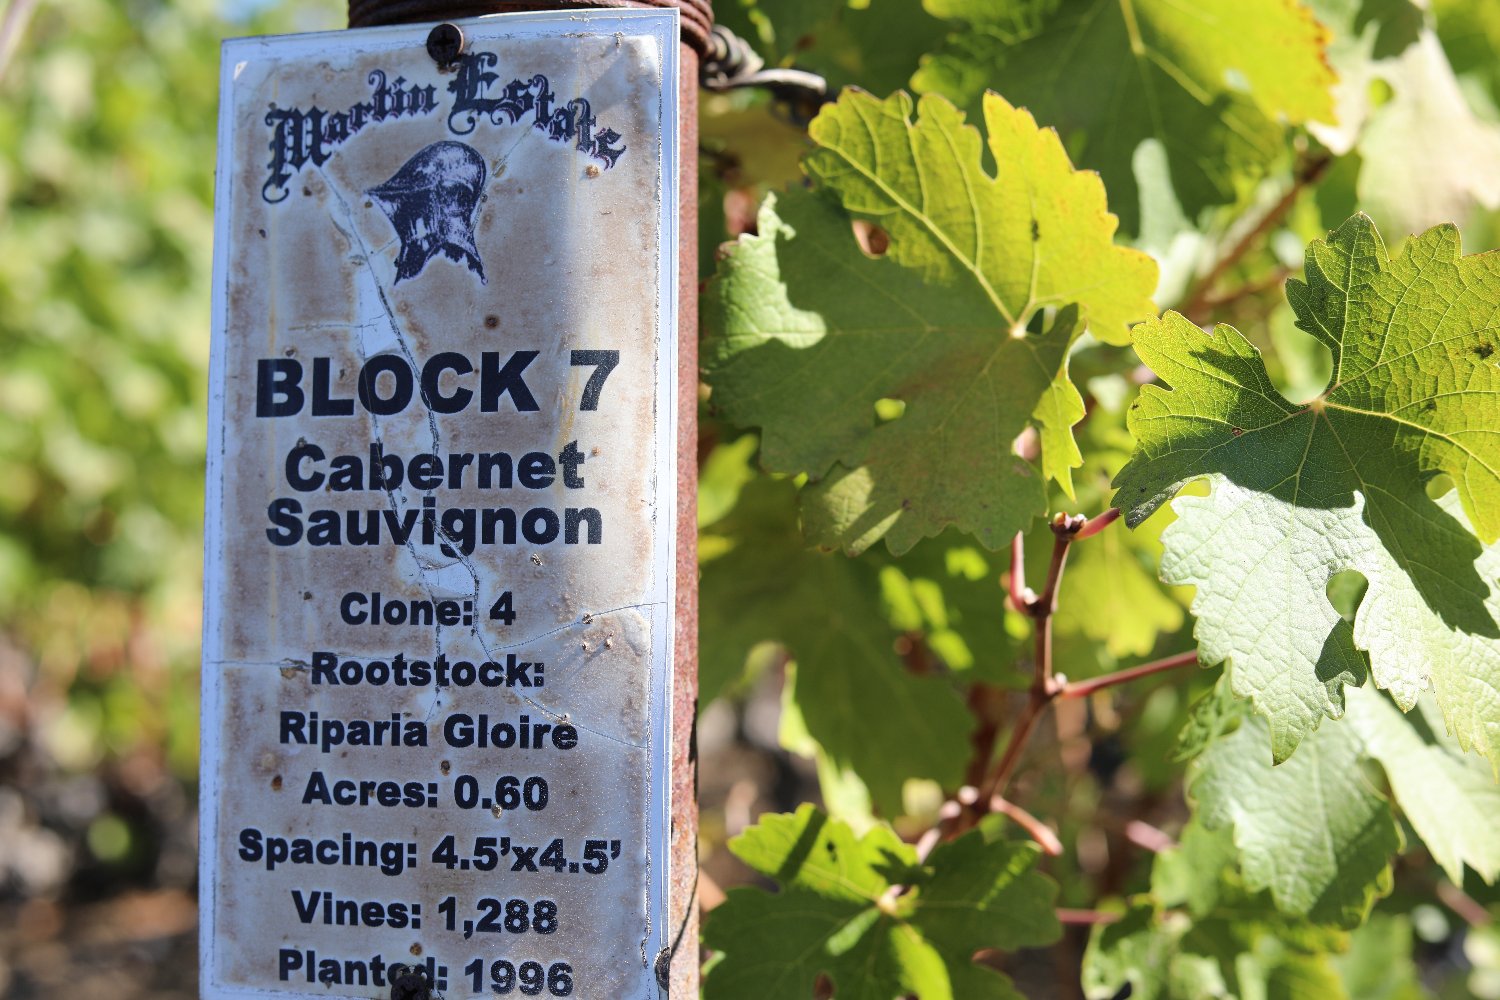 Martin Estate
BLOCK 7
Cabernet
Sauvignon
Clone: 4
Rootstock:
Riparia Gloire
Acres: 0.60
Spacing: 4.5’x4.5’
Vines: 1,288
Planted: 1996